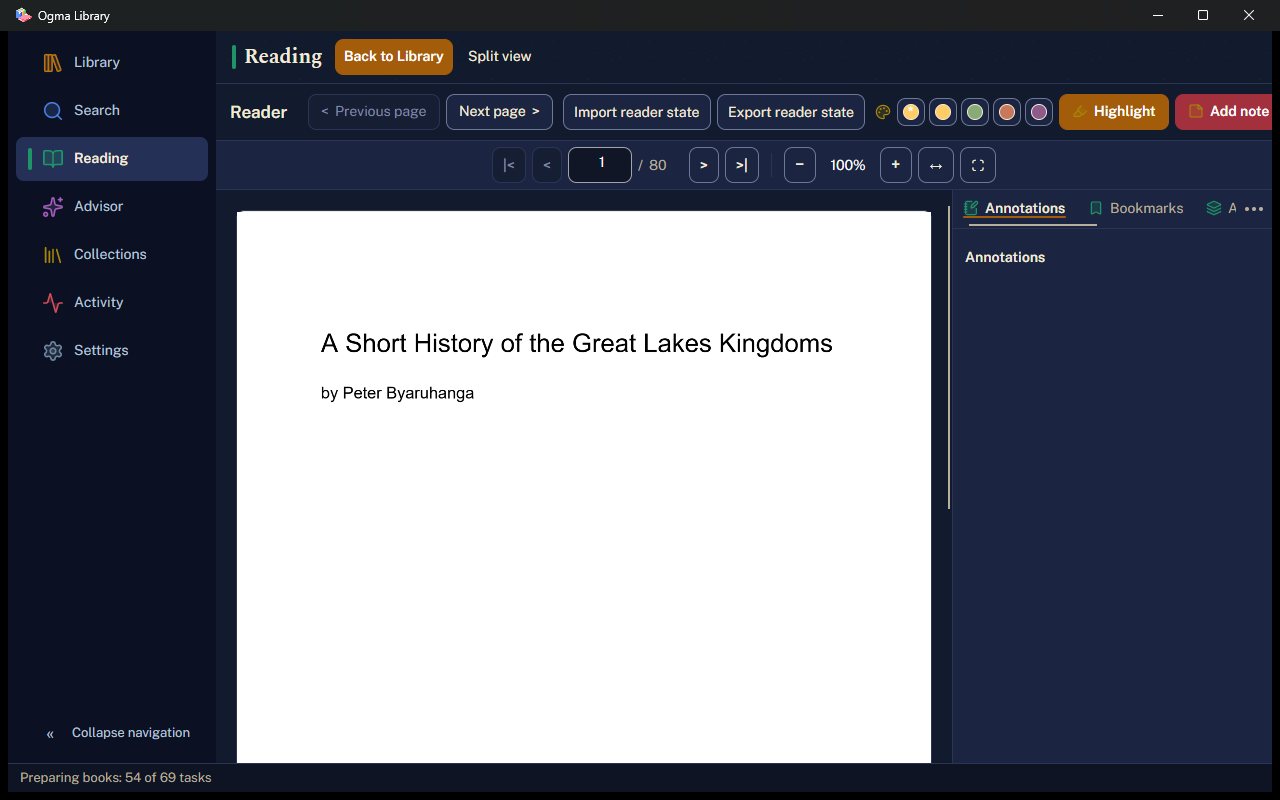 Ogma Library
Library
Search
Reading
Advisor
Collections
Activity
Settings
« Collapse navigation
Reading Back to Library Split view
Reader < Previous page Next page > Import reader state Export reader state Highlight Add note
|< < 1 / 80 > >| − 100% + ↔
A Short History of the Great Lakes Kingdoms
by Peter Byaruhanga
Annotations Bookmarks A •••
Annotations
Preparing books: 54 of 69 tasks